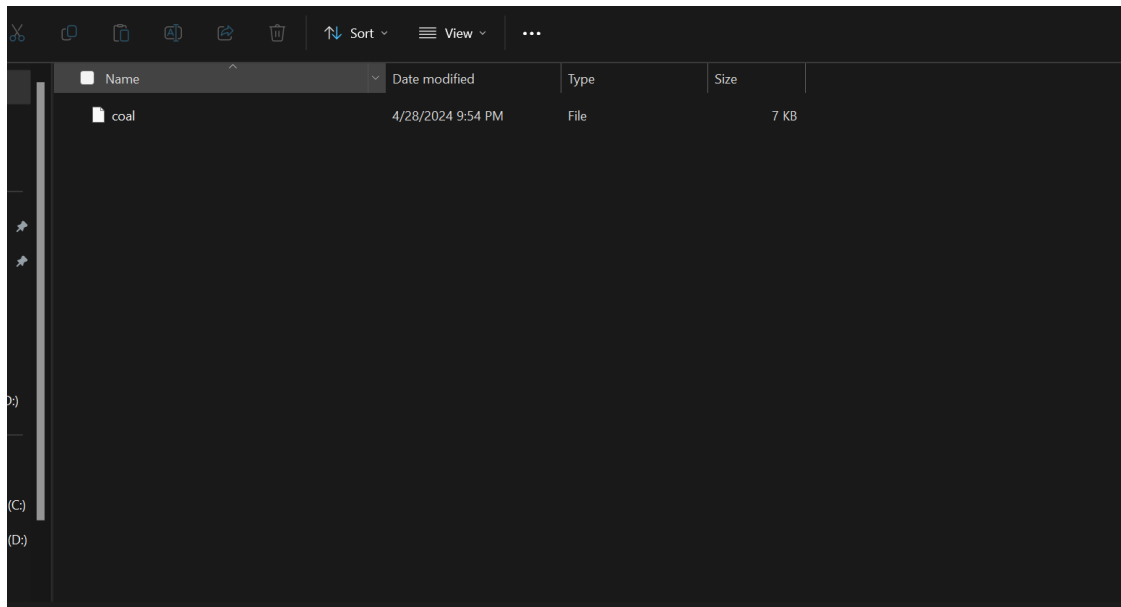 Sort View
Name Date modified Type Size
coal 4/28/2024 9:54 PM File 7 KB
D:)
(C:)
(D:)